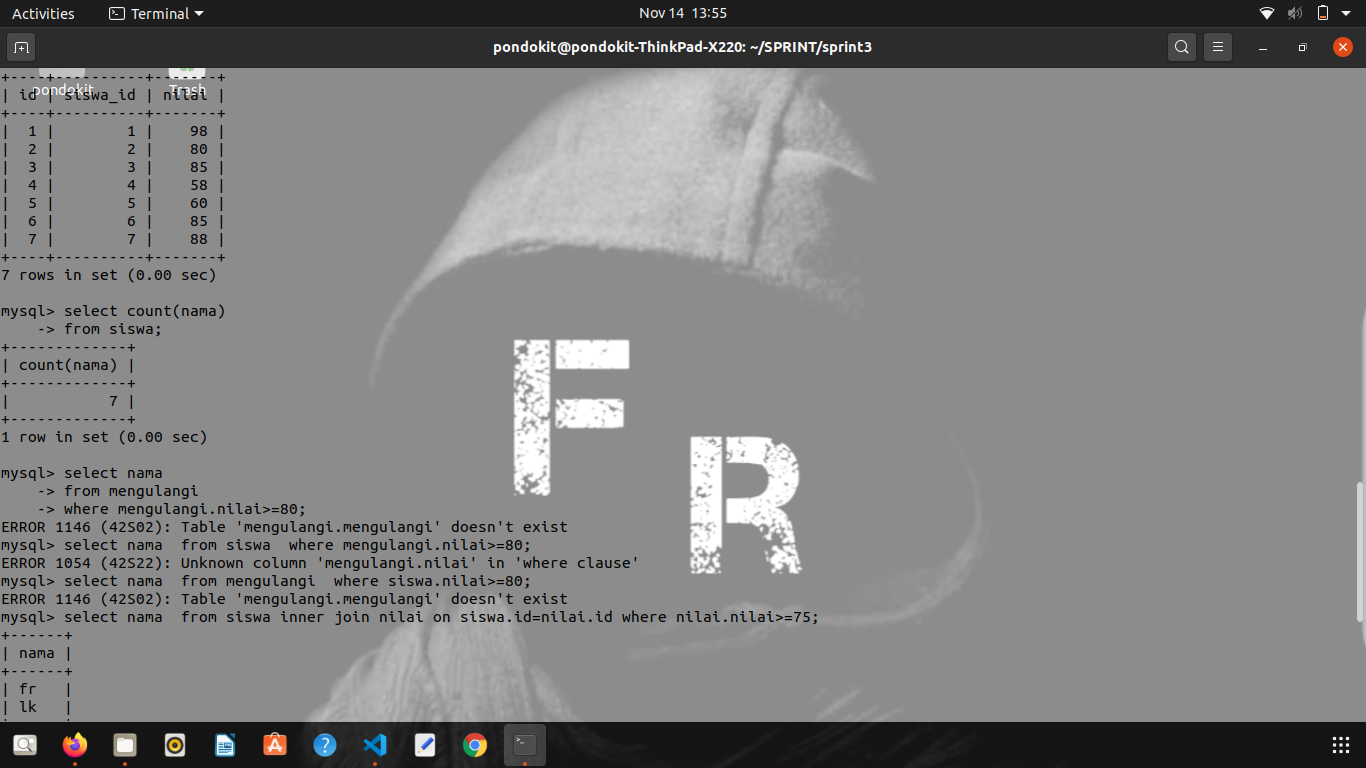 Activities Terminal Nov 14 13:55
pondokit@pondokit-ThinkPad-X220: ~/SPRINT/sprint3
pondokit Trash
+----+----------+-------+
| id | siswa_id | nilai |
+----+----------+-------+
|  1 |        1 |    98 |
|  2 |        2 |    80 |
|  3 |        3 |    85 |
|  4 |        4 |    58 |
|  5 |        5 |    60 |
|  6 |        6 |    85 |
|  7 |        7 |    88 |
+----+----------+-------+
7 rows in set (0.00 sec)
mysql> select count(nama)
    -> from siswa;
+-------------+
| count(nama) |
+-------------+
|           7 |
+-------------+
1 row in set (0.00 sec)
mysql> select nama
    -> from mengulangi
    -> where mengulangi.nilai>=80;
ERROR 1146 (42S02): Table 'mengulangi.mengulangi' doesn't exist
mysql> select nama  from siswa  where mengulangi.nilai>=80;
ERROR 1054 (42S22): Unknown column 'mengulangi.nilai' in 'where clause'
mysql> select nama  from mengulangi  where siswa.nilai>=80;
ERROR 1146 (42S02): Table 'mengulangi.mengulangi' doesn't exist
mysql> select nama  from siswa inner join nilai on siswa.id=nilai.id where nilai.nilai>=75;
+------+
| nama |
+------+
| fr   |
| lk   |
F
R